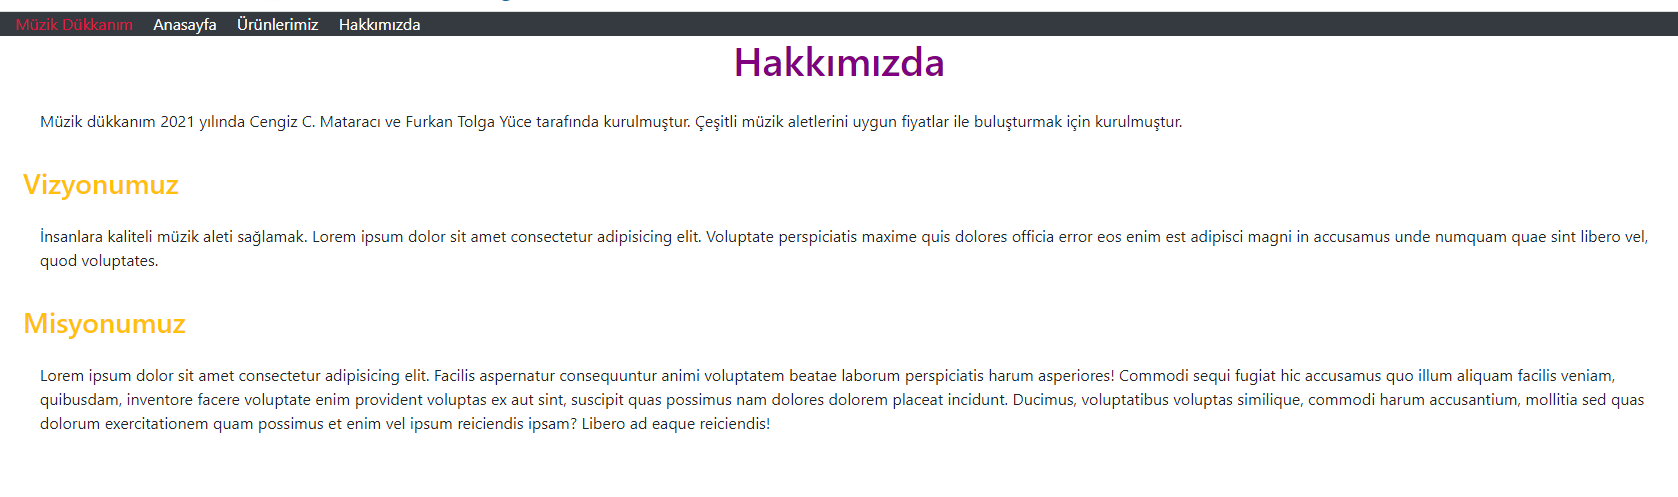 Müzik Dükkanım Anasayfa Ürünlerimiz Hakkımızda
Hakkımızda
Müzik dükkanım 2021 yılında Cengiz C. Mataracı ve Furkan Tolga Yüce tarafında kurulmuştur. Çeşitli müzik aletlerini uygun fiyatlar ile buluşturmak için kurulmuştur.
Vizyonumuz
İnsanlara kaliteli müzik aleti sağlamak. Lorem ipsum dolor sit amet consectetur adipisicing elit. Voluptate perspiciatis maxime quis dolores officia error eos enim est adipisci magni in accusamus unde numquam quae sint libero vel,
quod voluptates.
Misyonumuz
Lorem ipsum dolor sit amet consectetur adipisicing elit. Facilis aspernatur consequuntur animi voluptatem beatae laborum perspiciatis harum asperiores! Commodi sequi fugiat hic accusamus quo illum aliquam facilis veniam,
quibusdam, inventore facere voluptate enim provident voluptas ex aut sint, suscipit quas possimus nam dolores dolorem placeat incidunt. Ducimus, voluptatibus voluptas similique, commodi harum accusantium, mollitia sed quas
dolorum exercitationem quam possimus et enim vel ipsum reiciendis ipsam? Libero ad eaque reiciendis!